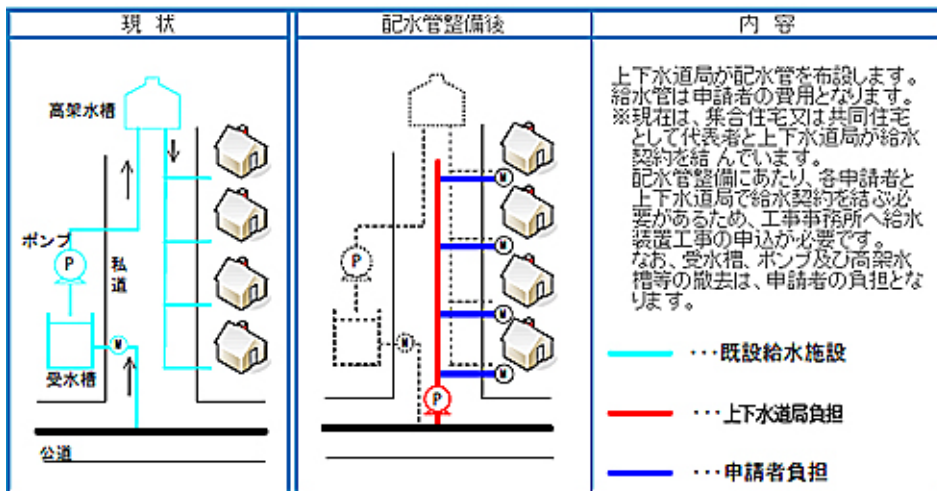 現 状
高架水槽
ポンプ
P
私道
M
受水槽
公道
配水管整備後
P
M
M
M
M
M
P
内 容
上下水道局が配水管を布設します。
給水管は申請者の費用となります。
※現在は、集合住宅又は共同住宅
として代表者と上下水道局が給水
契約を結 んでいます。
配水管整備にあたり、各申請者と
上下水道局で給水契約を結ぶ必
要があるため、工事事務所へ給水
装置工事の申込が必要です。
なお、受水槽、ポンプ及び高架水
槽等の撤去は、申請者の負担とな
ります。
･･･既設給水施設
･･･上下水道局負担
･･･申請者負担